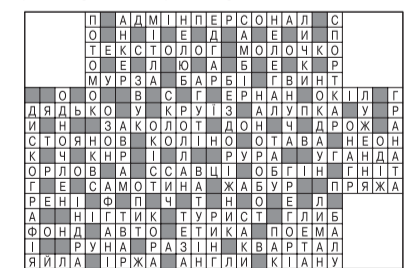 П АДМІНПЕРСОНАЛ С
О Н І Е Д А Е И П
ТЕКСТОЛОГ МОЛОЧКО
О Е Л Ю А Б Е К Р
МУРЗА БАРБІ ГВИНТ
О О В С Г ЕРНАН ОКІЛ Г
ДЯДЬКО У КРУЇЗ АЛУПКА У Р
И Н ЗАКОЛОТ ДОН Ч ДРОЖ А
СТОЯНОВ КОЛІНО ОТАВА НЕОН
К Ч КНР І Л РУРА УГАНДА
ОРЛОВ А ССАВЦІ ОБГІН ГНІТ
Г Е САМОТИНА ЖАБУР ПРЯЖА
РЕНІ Ф П Ч Т Н О Е Л
А НІГТИК ТУРИСТ ГЛИБ
ФОНД АВТО ЕТИКА ПОЕМА
І РУНА РАЗІН КВАРТАЛ
ЯЙЛА ІРЖА АНГЛИ КІАНУ